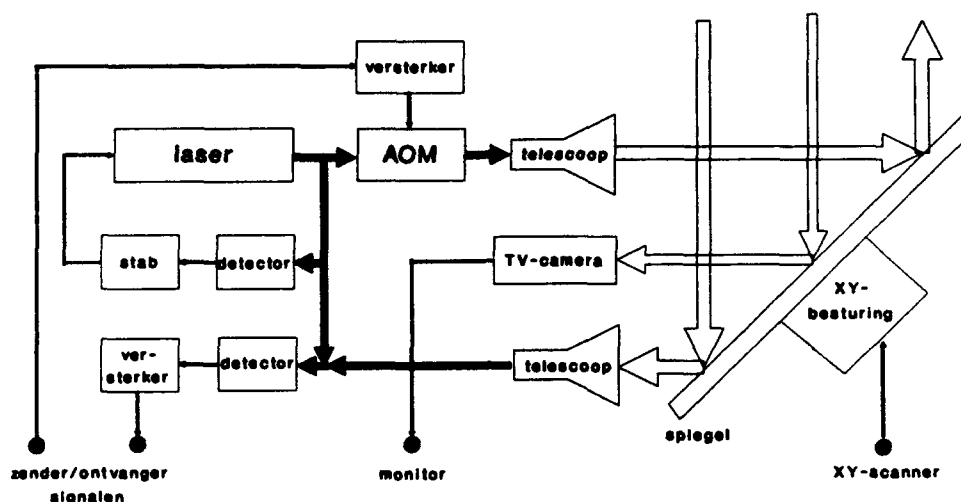 versterker
laser
AOM
telescoop
stab
detector
TV-camera
XY-
besturing
ver-
sterker
detector
telescoop
spiegel
zender/ontvanger
signalen
monitor
XY-scanner